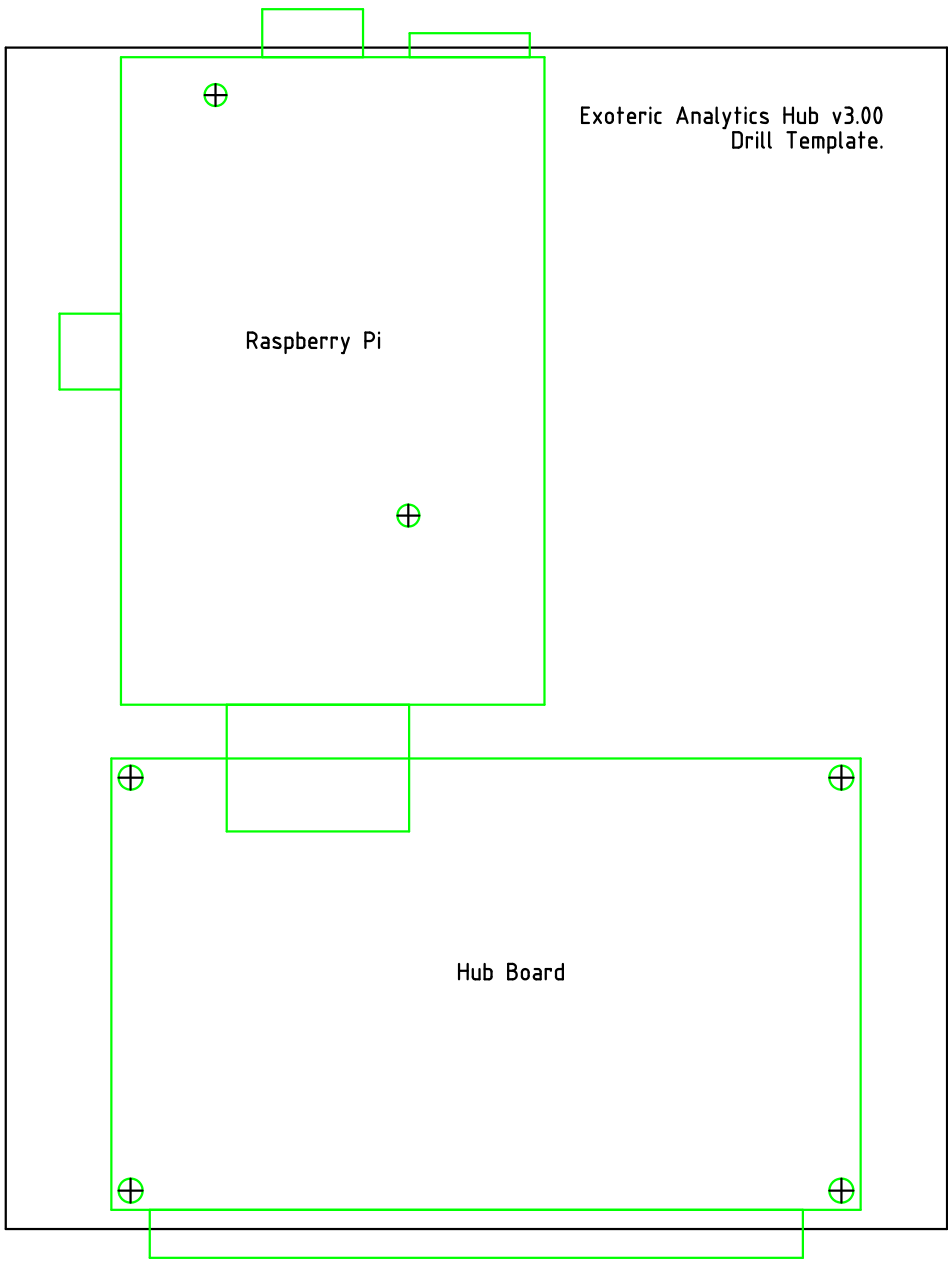 Exoteric Analytics Hub v3.00
Drill Template.
Raspberry Pi
Hub Board